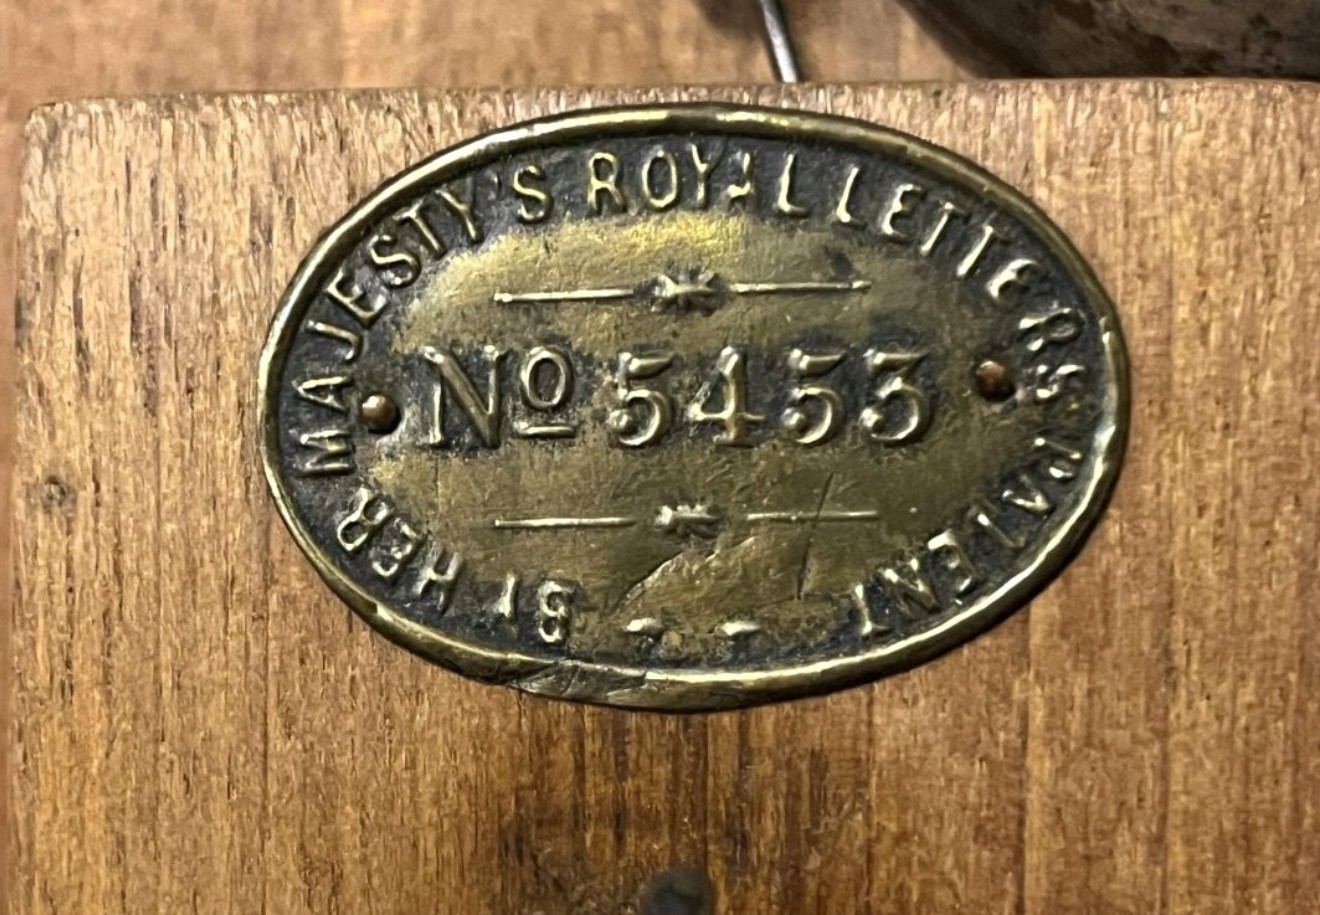 BY HER MAJESTY'S ROYAL LETTERS PATENT
No 5453